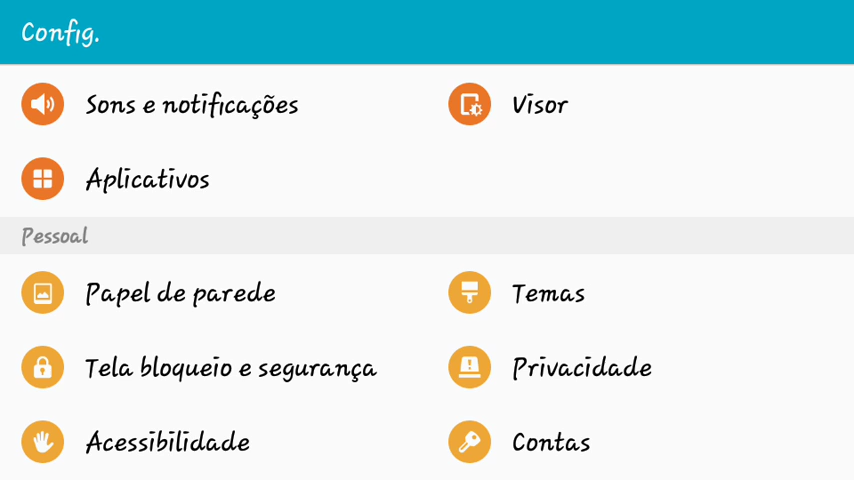 Config.
Sons e notificações
Visor
Aplicativos
Pessoal
Papel de parede
Temas
Tela bloqueio e segurança
Privacidade
Acessibilidade
Contas